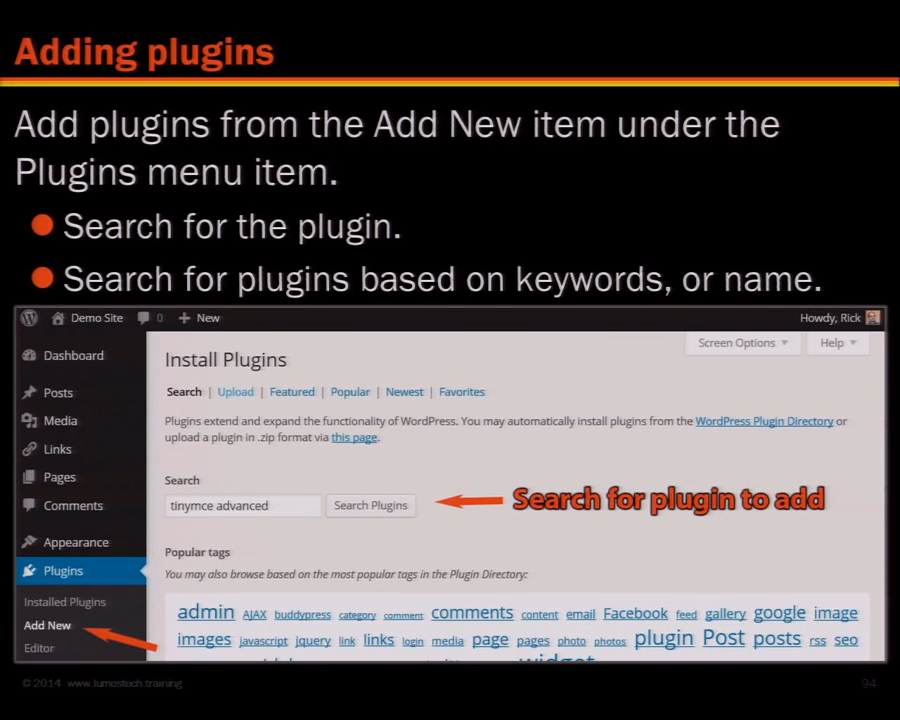 Adding plugins
Add plugins from the Add New item under the
Plugins menu item.
Search for the plugin.
Search for plugins based on keywords, or name.
Demo Site 0 New Howdy, Rick
Dashboard
Posts
Media
Links
Pages
Comments
Appearance
Plugins
Installed Plugins
Add New
Editor
Screen Options Help
Install Plugins
Search | Upload | Featured | Popular | Newest | Favorites
Plugins extend and expand the functionality of WordPress. You may automatically install plugins from the WordPress Plugin Directory or
upload a plugin in .zip format via this page.
Search
tinymce advanced Search Plugins
Search for plugin to add
Popular tags
You may also browse based on the most popular tags in the Plugin Directory:
admin AJAX buddypress category comment comments content email Facebook feed gallery google image
images javascript jquery link links login media page pages photo photos plugin Post posts rss seo
widget
© 2014 www.lumostech.training 94